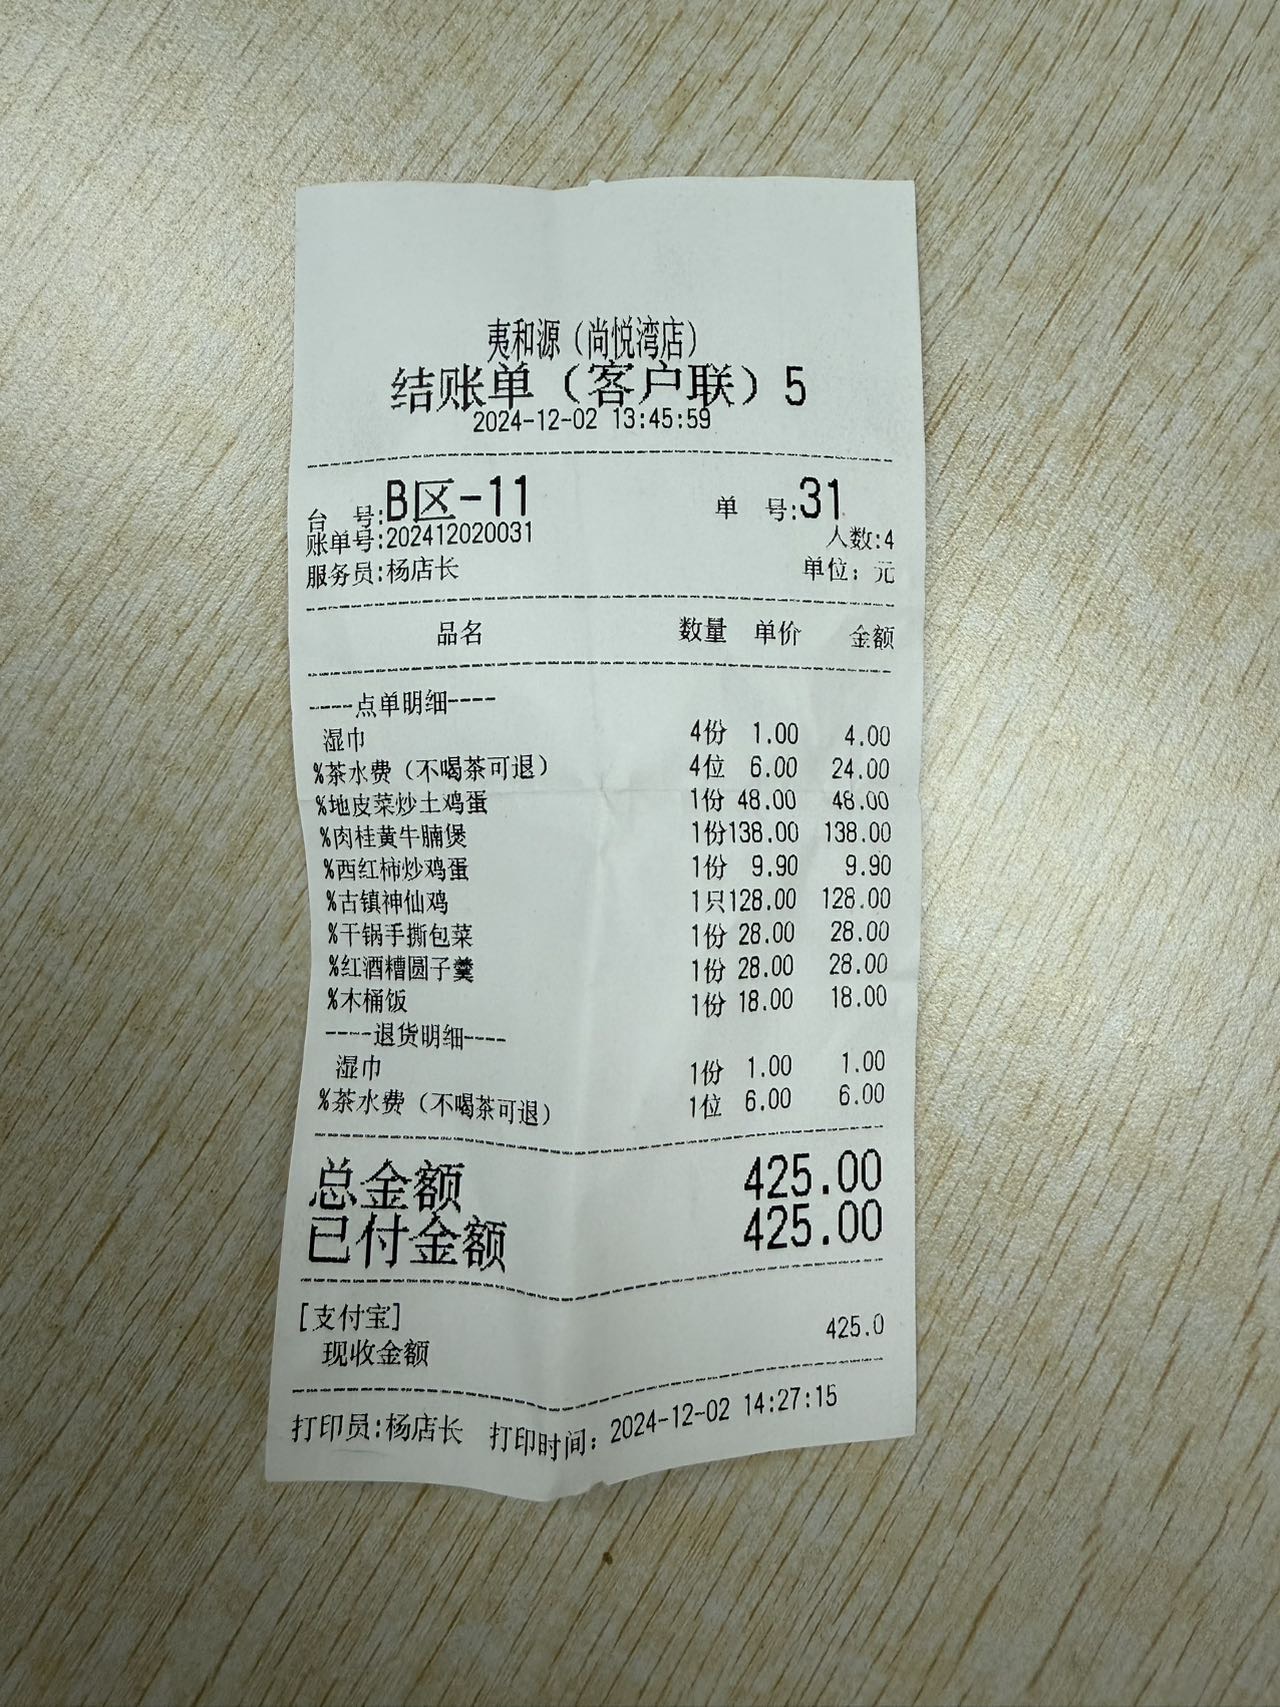 夷和源（尚悦湾店）
结账单（客户联）5
2024-12-02 13:45:59
台 号:B区-11 单 号:31
账单号:202412020031 人数:4
服务员:杨店长 单位：元
品名 数量 单价 金额
-----点单明细----
湿巾 4份 1.00 4.00
%茶水费（不喝茶可退） 4位 6.00 24.00
%地皮菜炒土鸡蛋 1份 48.00 48.00
%肉桂黄牛腩煲 1份138.00 138.00
%西红柿炒鸡蛋 1份 9.90 9.90
%古镇神仙鸡 1只128.00 128.00
%干锅手撕包菜 1份 28.00 28.00
%红酒糟圆子羹 1份 28.00 28.00
%木桶饭 1份 18.00 18.00
----退货明细----
湿巾 1份 1.00 1.00
%茶水费（不喝茶可退） 1位 6.00 6.00
总金额 425.00
已付金额 425.00
[支付宝]
现收金额 425.0
打印员:杨店长 打印时间：2024-12-02 14:27:15